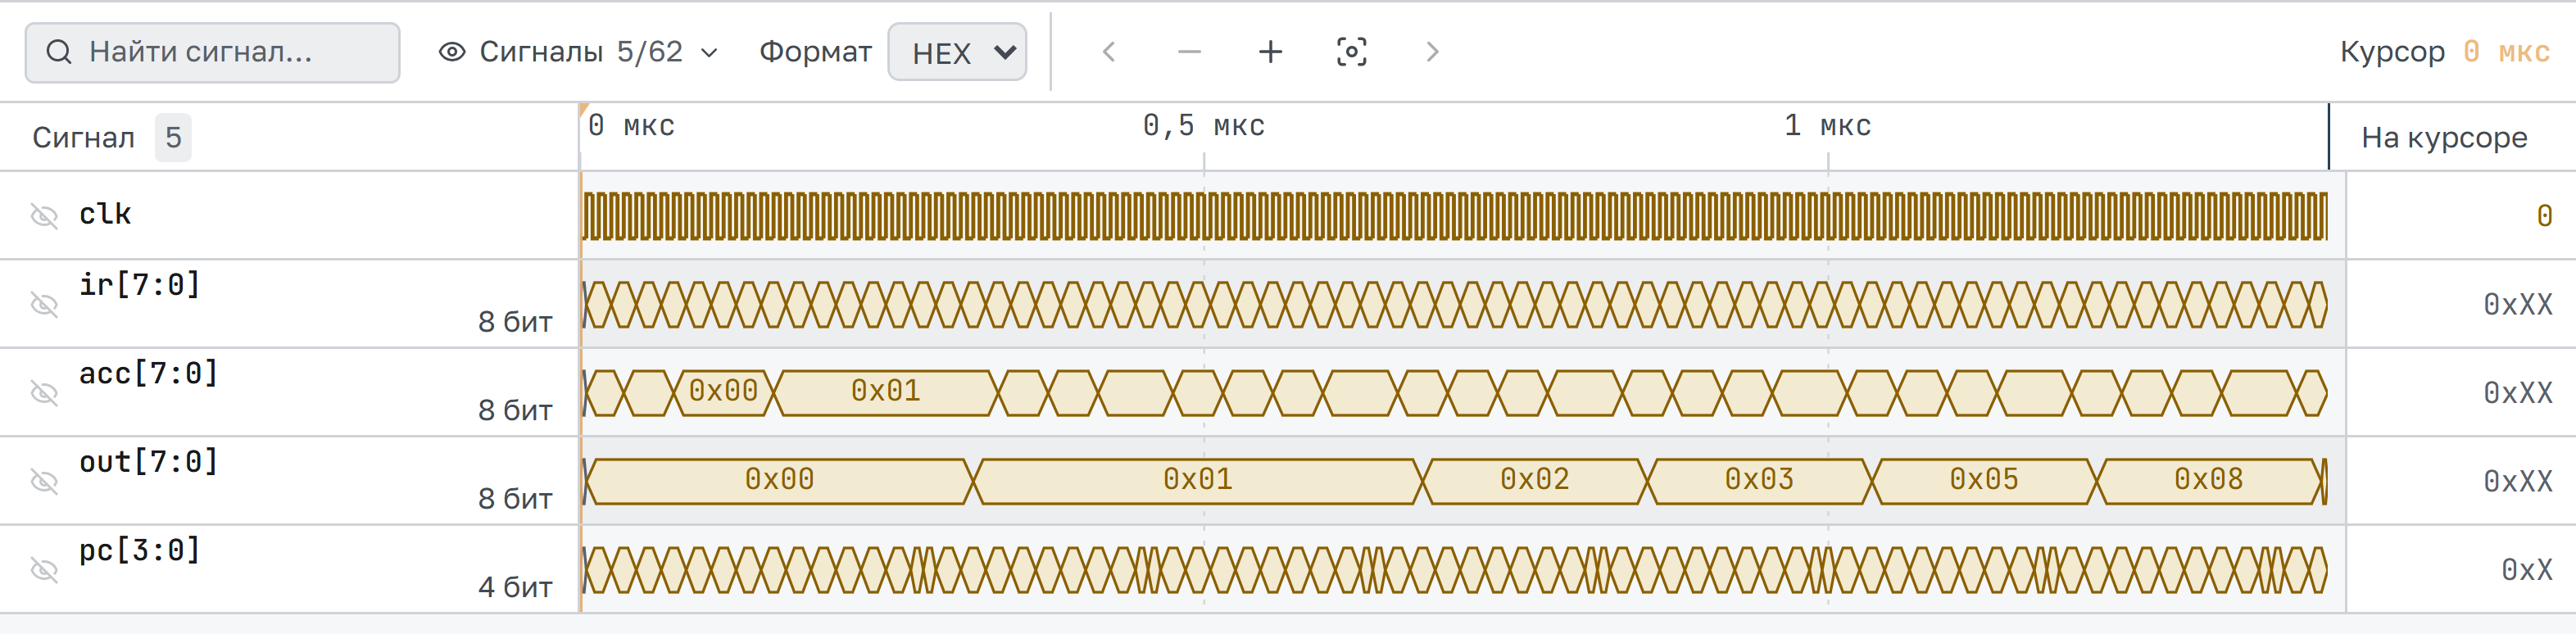 Найти сигнал... Сигналы 5/62 Формат HEX Курсор 0 мкс
Сигнал 5 0 мкс 0,5 мкс 1 мкс На курсоре
clk 0
ir[7:0] 8 бит 0xXX
acc[7:0] 8 бит 0x00 0x01 0xXX
out[7:0] 8 бит 0x00 0x01 0x02 0x03 0x05 0x08 0xXX
pc[3:0] 4 бит 0xX